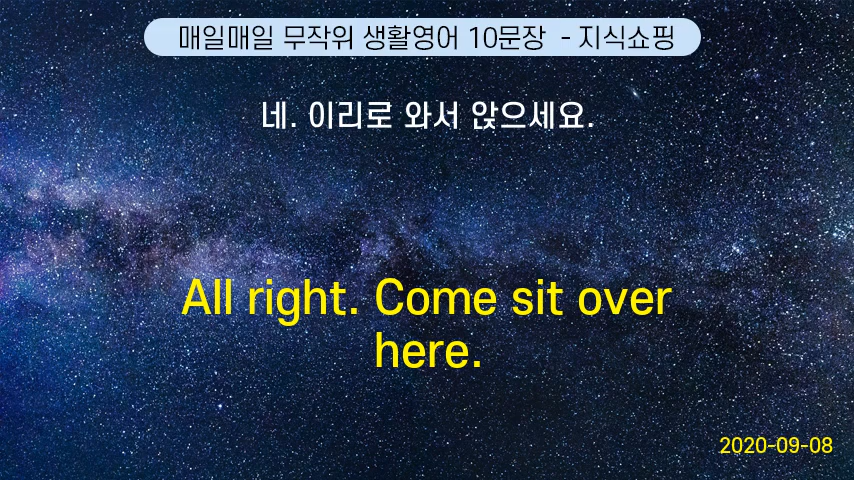 매일매일 무작위 생활영어 10문장 - 지식쇼핑
네. 이리로 와서 앉으세요.
All right. Come sit over
here.
2020-09-08